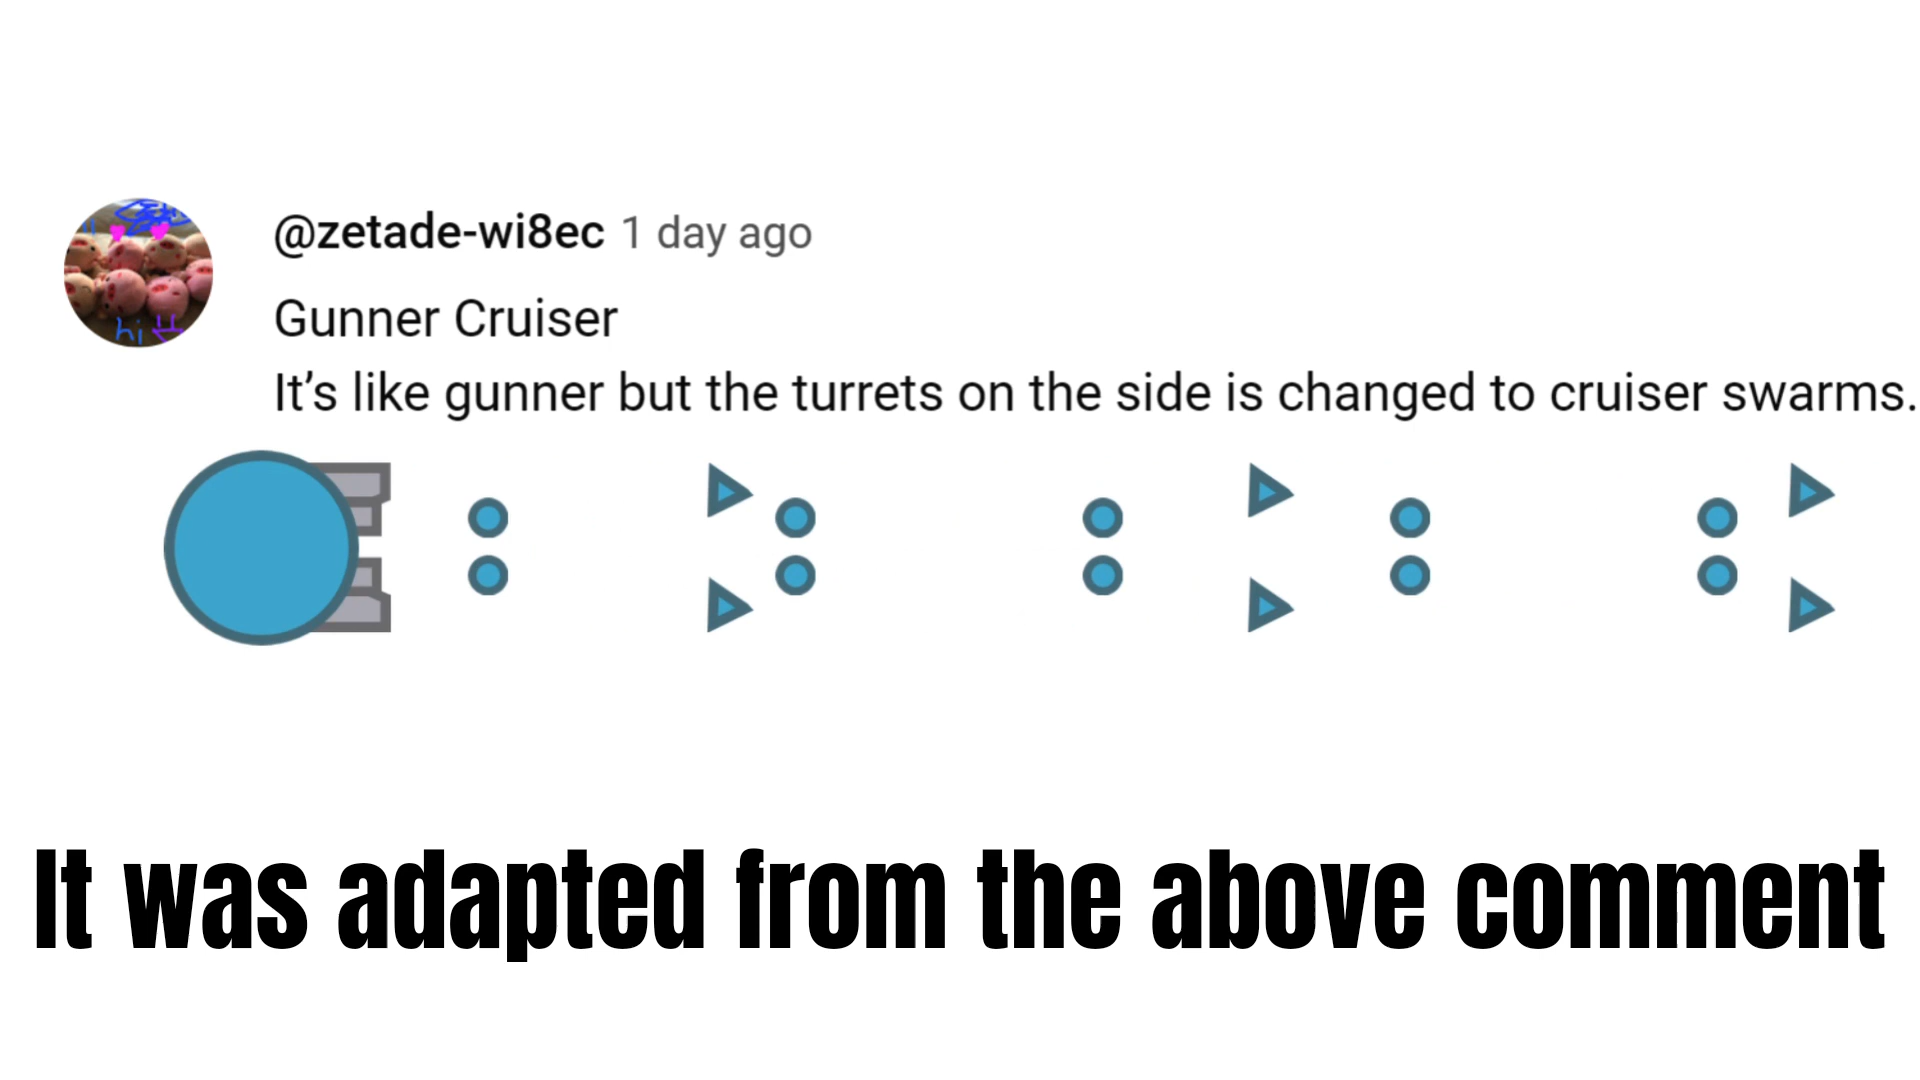 @zetade-wi8ec 1 day ago
Gunner Cruiser
It’s like gunner but the turrets on the side is changed to cruiser swarms.
hi
It was adapted from the above comment